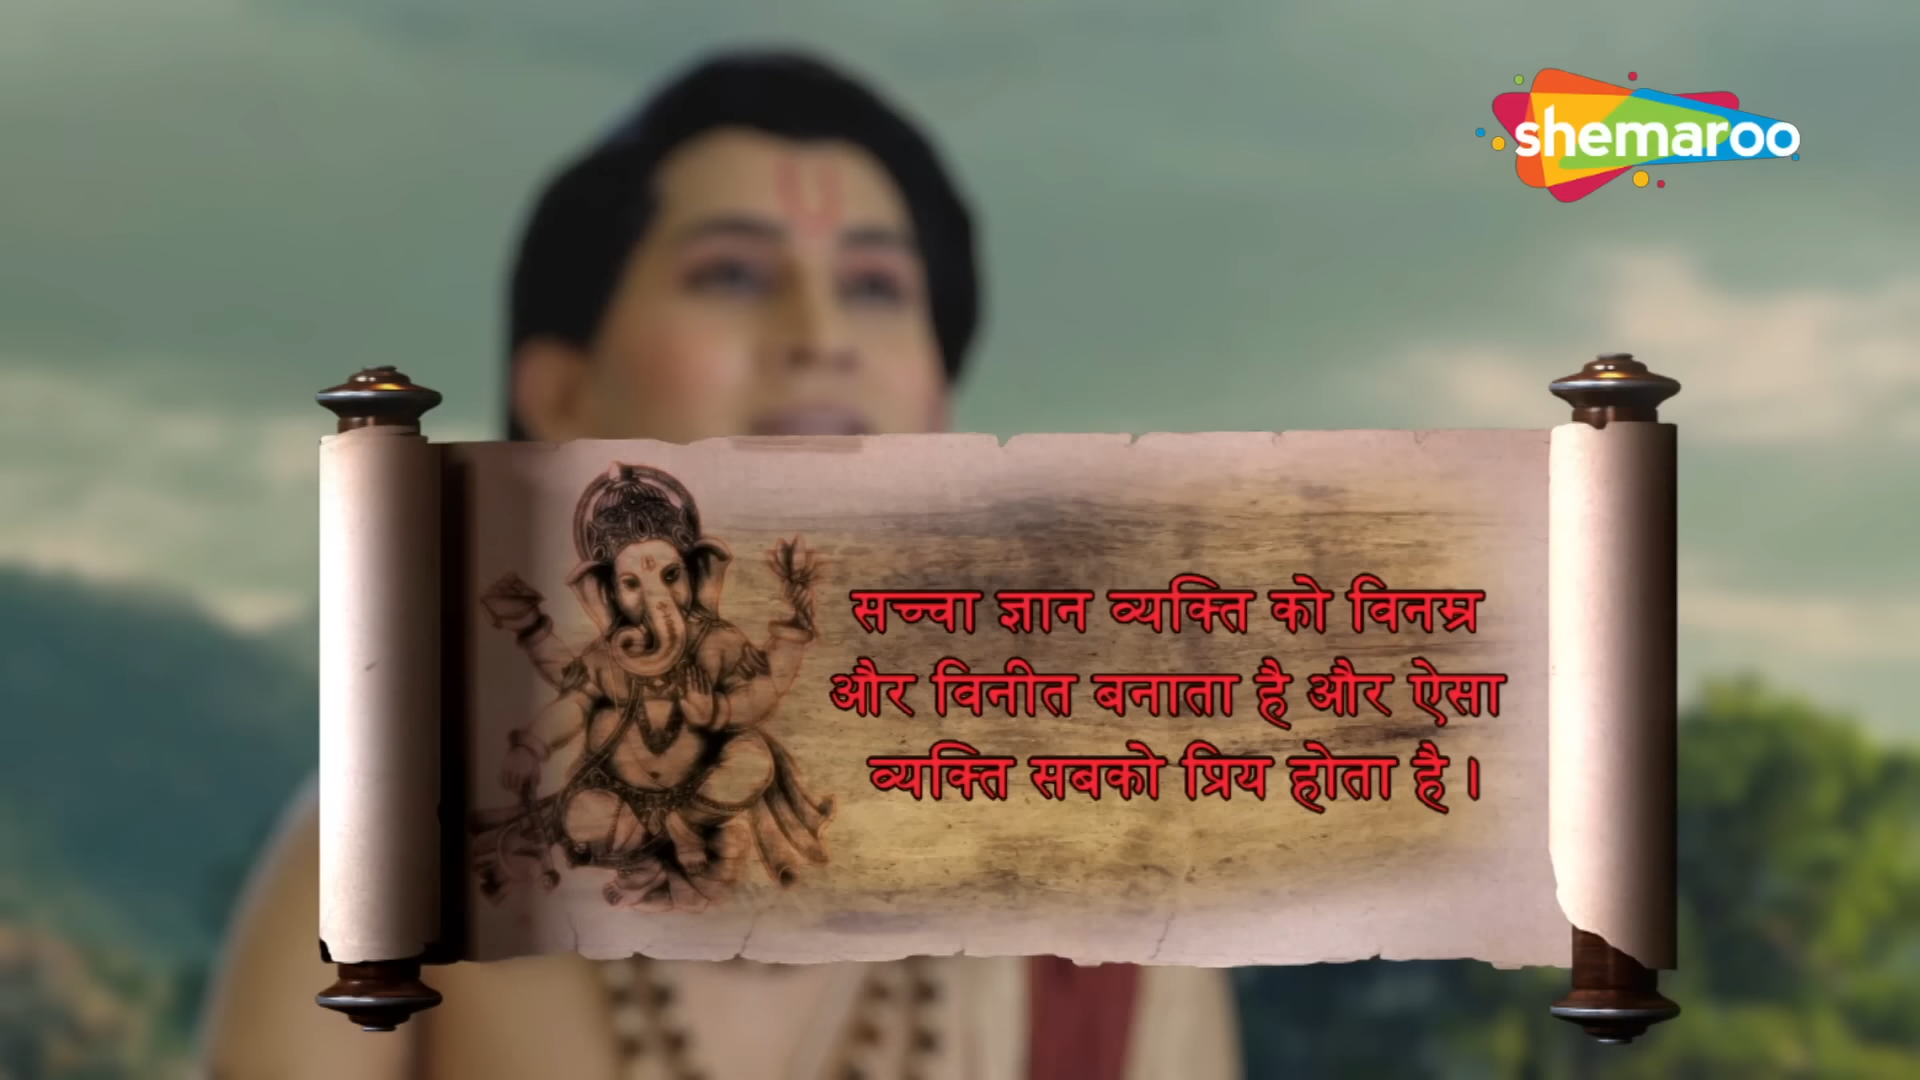 shemaroo
सच्चा ज्ञान व्यक्ति को विनम्र
और विनीत बनाता है और ऐसा
व्यक्ति सबको प्रिय होता है।